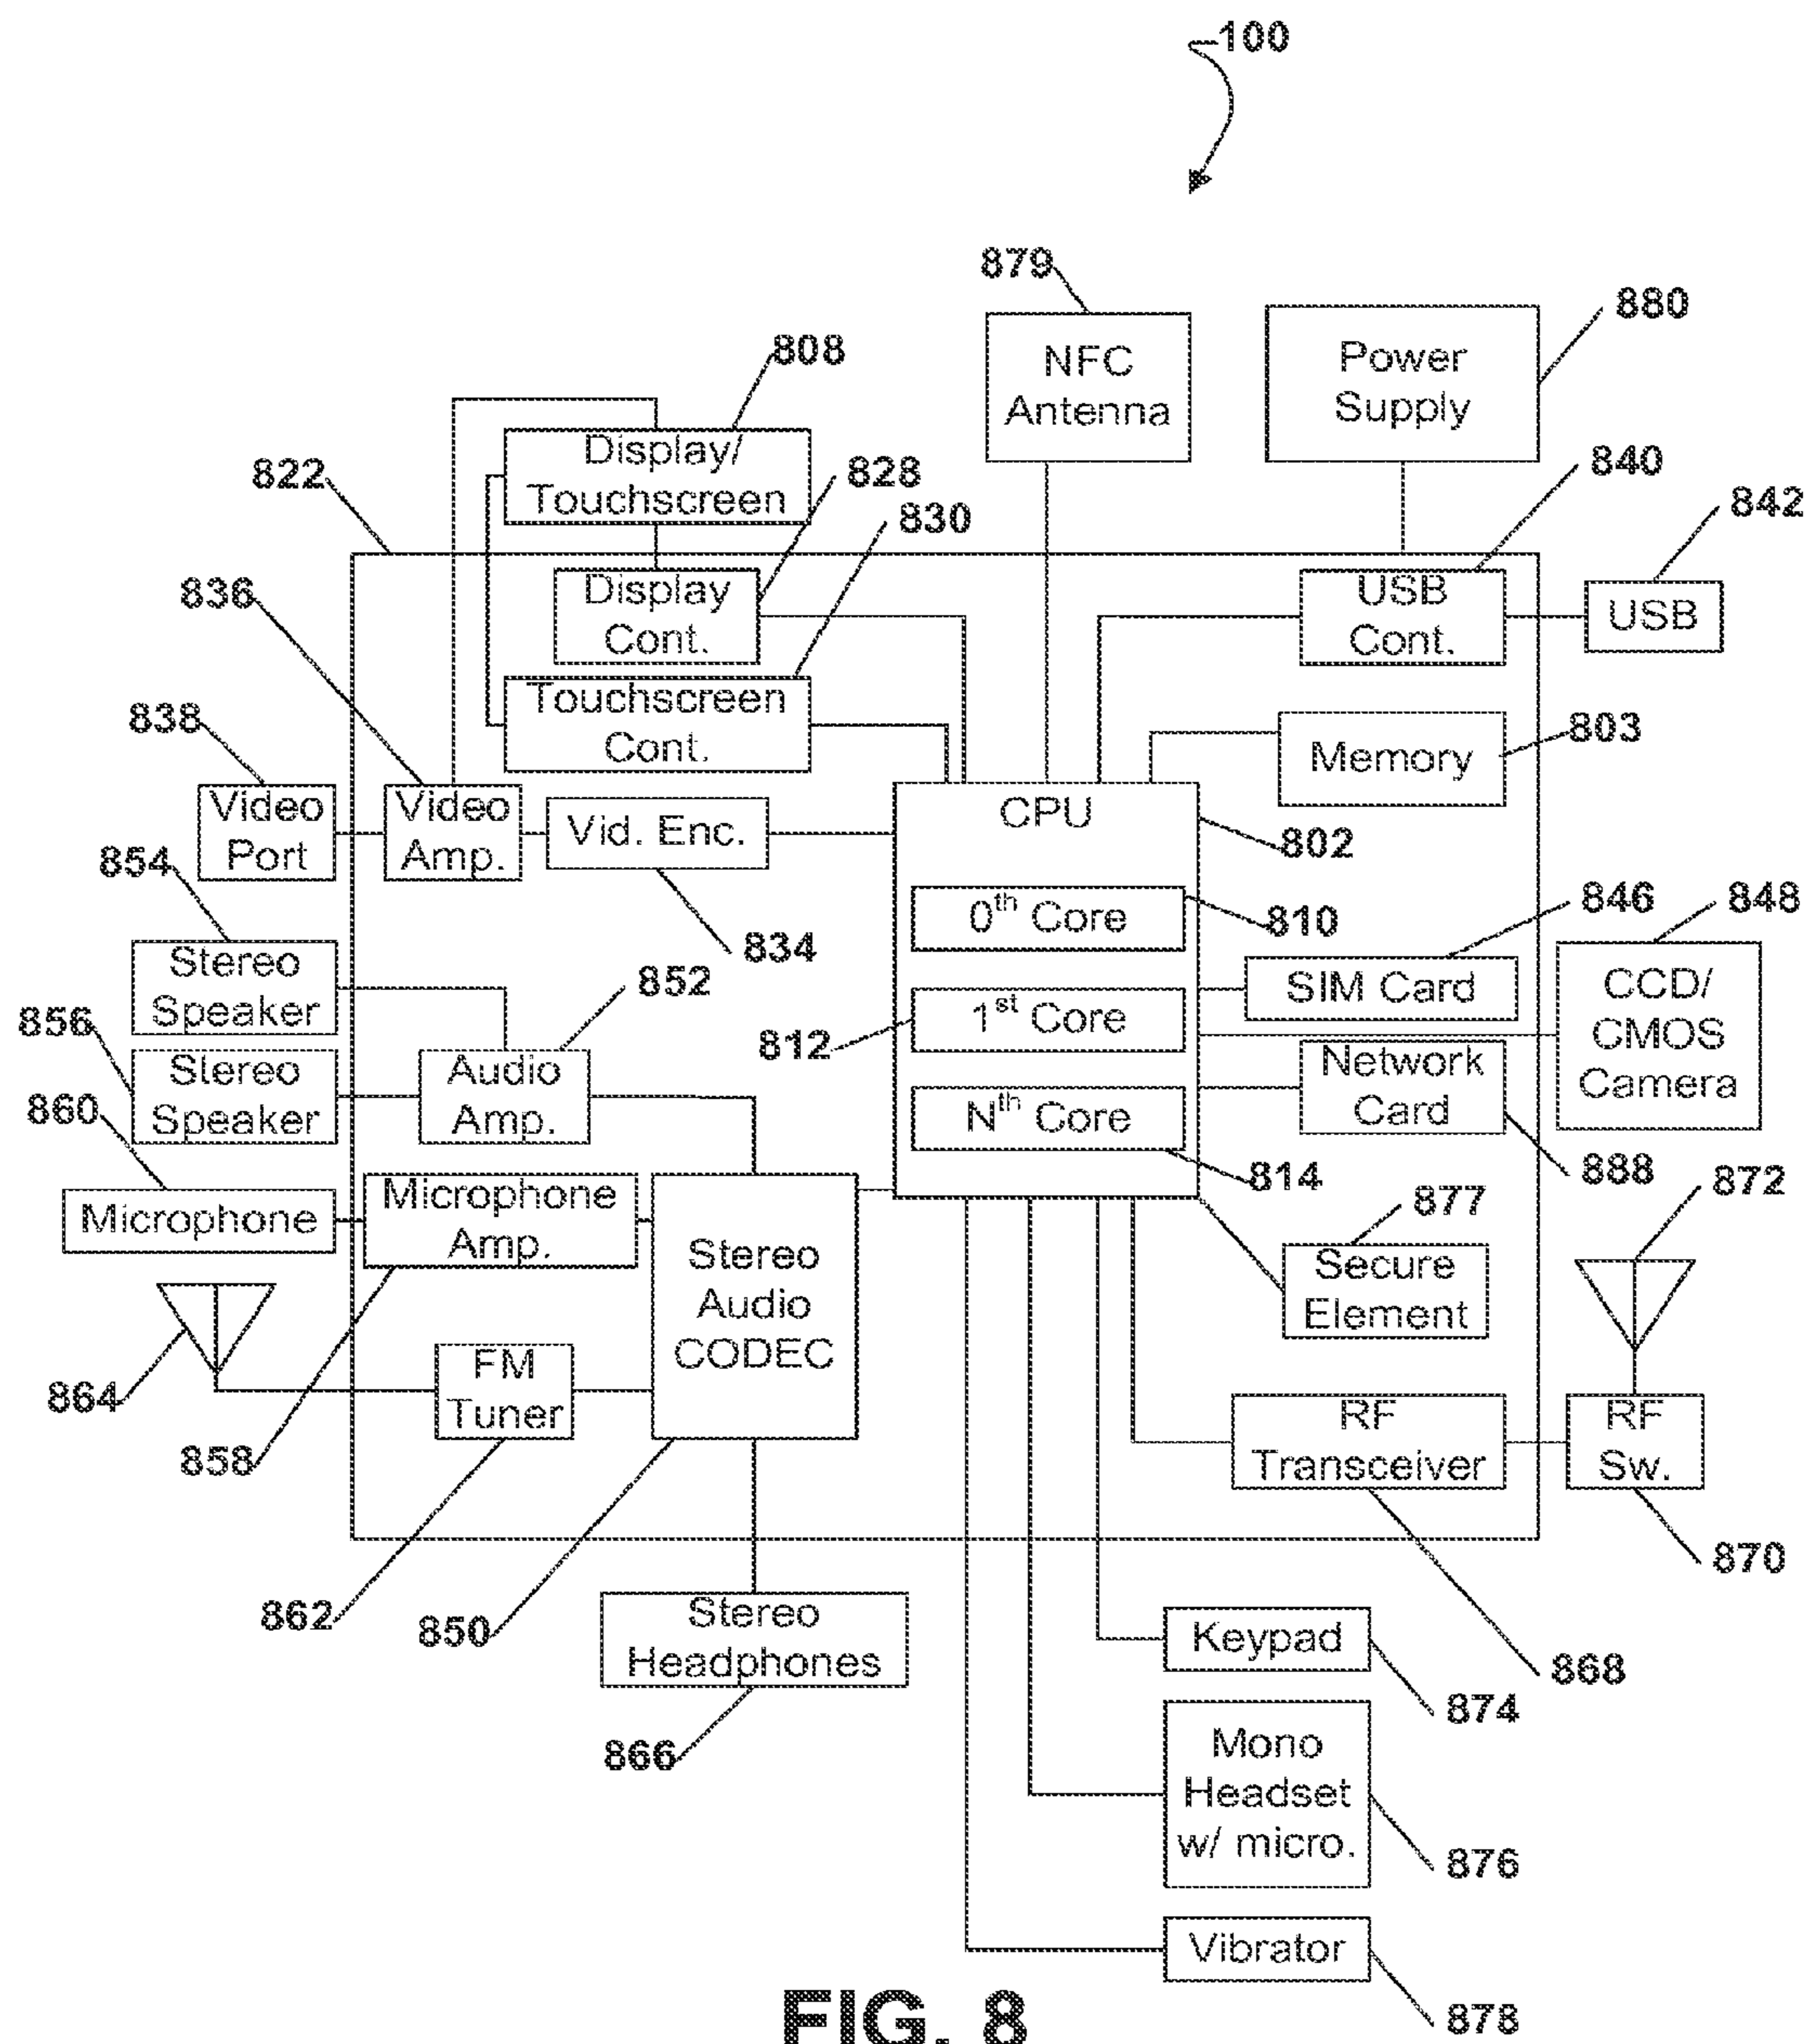 100
879
NFC
Antenna
880
Power
Supply
808
Display/
Touchscreen
822
828
830
840
842
836
Display
Cont.
USB
Cont.
USB
838
Touchscreen
Cont.
803
Memory
Video
Port
Video
Amp.
Vid. Enc.
CPU
802
854
834
0th Core
810
846
848
Stereo
Speaker
852
SIM Card
CCD/
CMOS
Camera
856
812
1st Core
Stereo
Speaker
Audio
Amp.
Network
Card
860
Nth Core
814
888
872
Microphone
Microphone
Amp.
877
Stereo
Audio
CODEC
Secure
Element
864
FM
Tuner
858
RF
Transceiver
RF
Sw.
870
862
850
Stereo
Headphones
Keypad
868
874
866
Mono
Headset
w/ micro.
876
Vibrator
878
FIG. 8